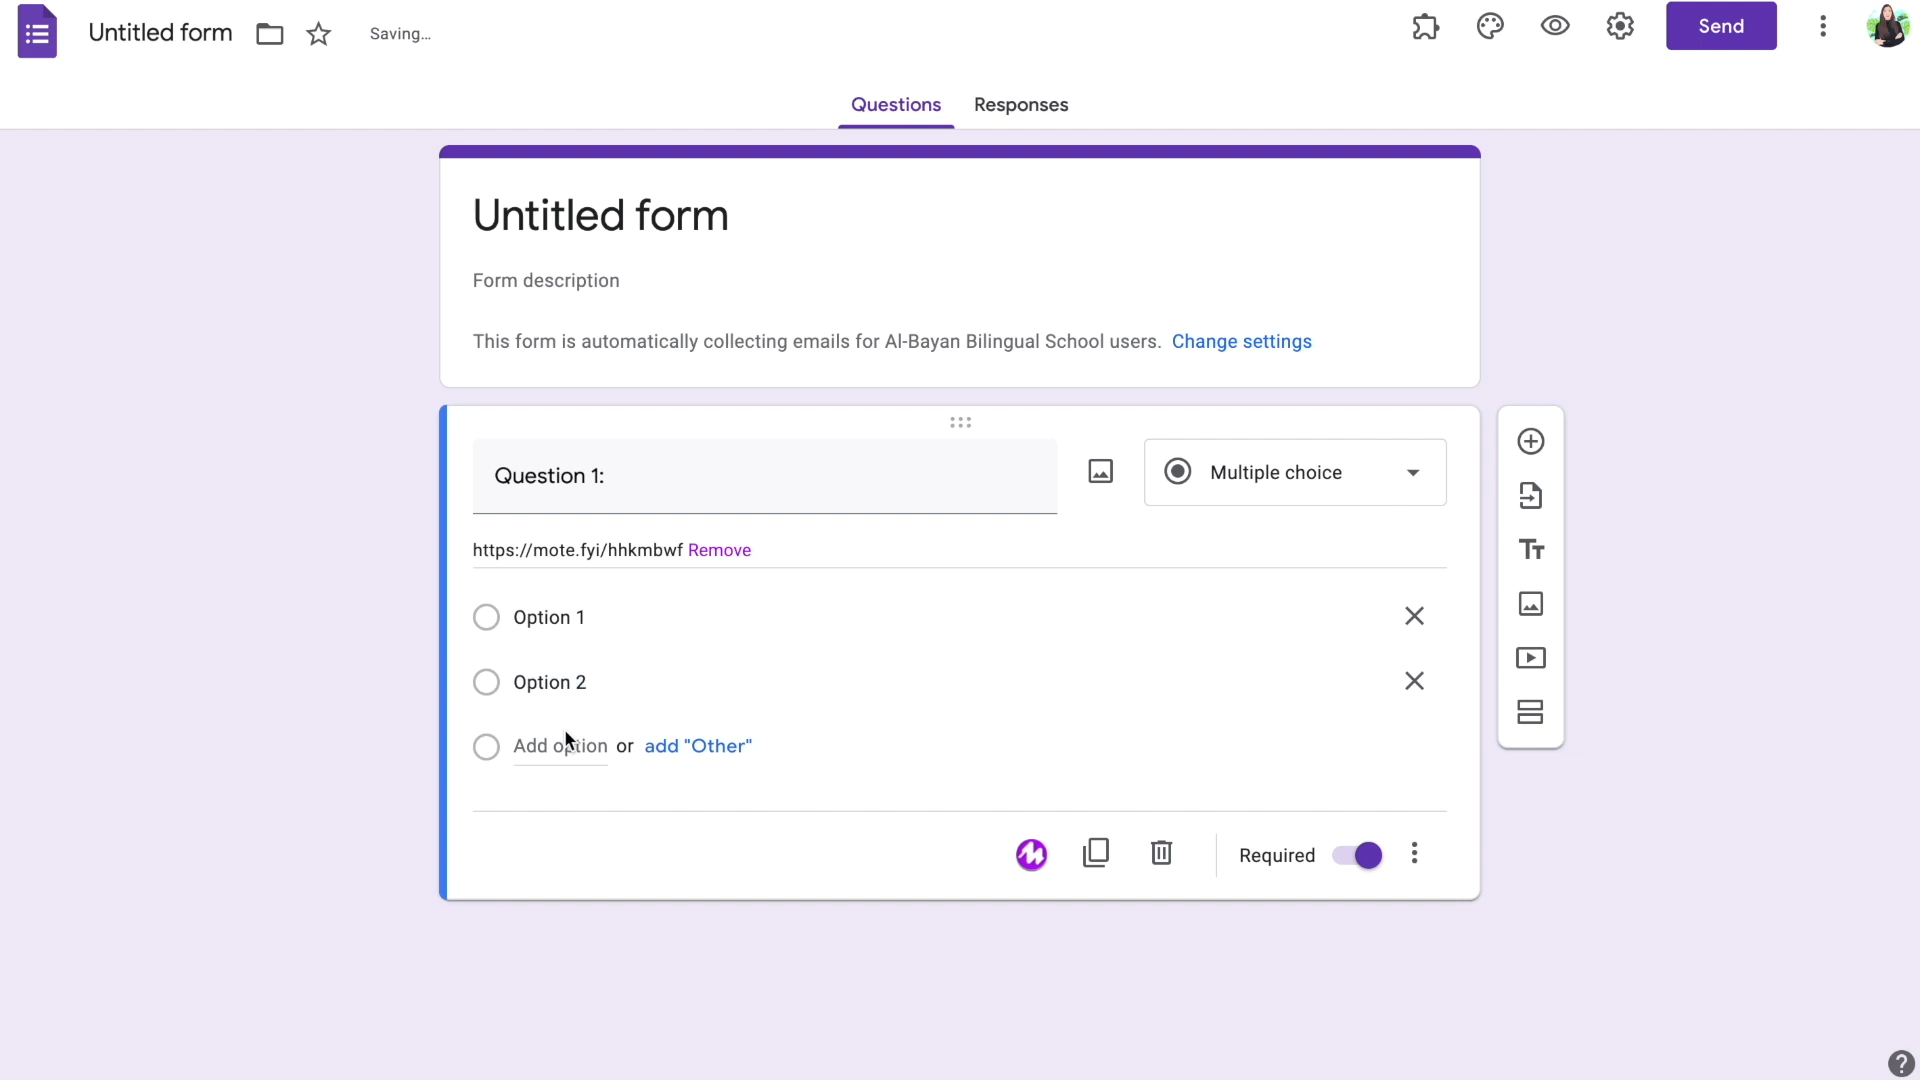 Untitled form
Saving...
Send
Questions
Responses
Untitled form
Form description
This form is automatically collecting emails for Al-Bayan Bilingual School users. Change settings
Question 1:
Multiple choice
https://mote.fyi/hhkmbwf Remove
Option 1
Option 2
Add option or add "Other"
Required